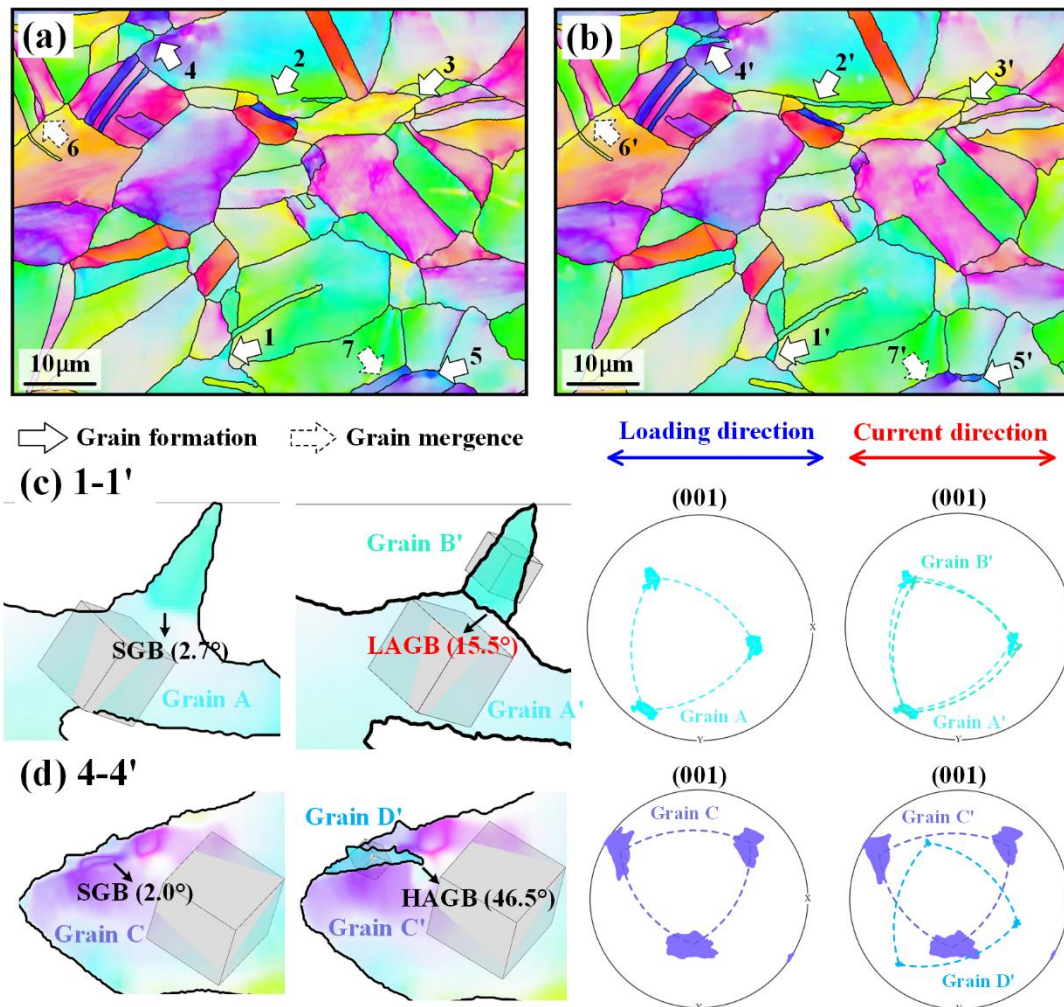 (a)
4
2
3
6
1
7
5
10μm
(b)
4'
2'
3'
6'
1'
7'
5'
10μm
Grain formation
Grain mergence
Loading direction
Current direction
(c) 1-1'
SGB (2.7°)
Grain A
Grain B'
LAGB (15.5°)
Grain A'
(001)
X
Grain A
Y
(001)
Grain B'
X
Grain A'
Y
(d) 4-4'
SGB (2.0°)
Grain C
Grain D'
HAGB (46.5°)
Grain C'
(001)
Grain C
X
(001)
Grain C'
Grain D'